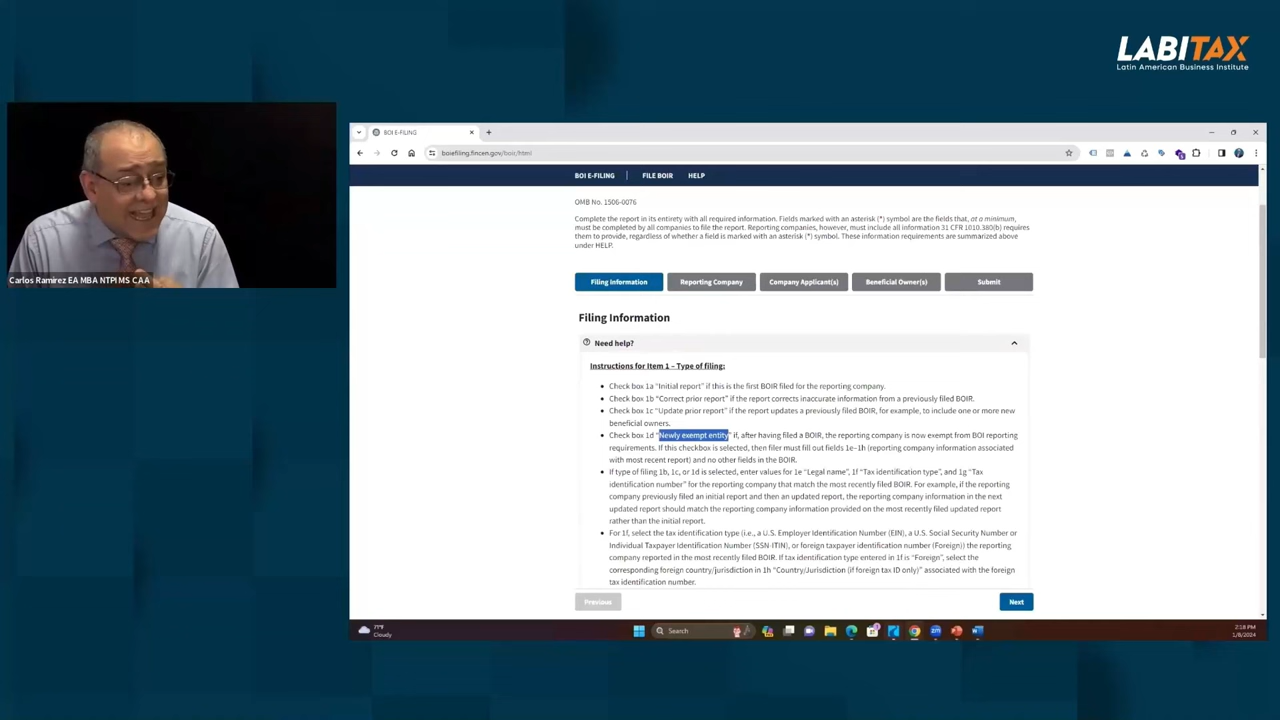 LABITAX
Latin American Business Institute
BOI E-FILING
boiefiling.fincen.gov/boir/html
BOI E-FILING
FILE BOIR
HELP
OMB No. 1506-0076
Complete the report in its entirety with all required information. Fields marked with an asterisk (*) symbol are the fields that, at a minimum,
must be completed by all companies to file the report. Reporting companies, however, must include all information 31 CFR 1010.380(b) requires
them to provide, regardless of whether a field is marked with an asterisk (*) symbol. These information requirements are summarized above
under HELP.
Filing Information
Reporting Company
Company Applicant(s)
Beneficial Owner(s)
Submit
Filing Information
Need help?
Instructions for Item 1 – Type of filing:
• Check box 1a "Initial report" if this is the first BOIR filed for the reporting company.
• Check box 1b "Correct prior report" if the report corrects inaccurate information from a previously filed BOIR.
• Check box 1c "Update prior report" if the report updates a previously filed BOIR, for example, to include one or more new
beneficial owners.
• Check box 1d "Newly exempt entity" if, after having filed a BOIR, the reporting company is now exempt from BOI reporting
requirements. If this checkbox is selected, then filer must fill out fields 1e–1h (reporting company information associated
with most recent report) and no other fields in the BOIR.
• If type of filing 1b, 1c, or 1d is selected, enter values for 1e "Legal name", 1f "Tax identification type", and 1g "Tax
identification number" for the reporting company that match the most recently filed BOIR. For example, if the reporting
company previously filed an initial report and then an updated report, the reporting company information in the next
updated report should match the reporting company information provided on the most recently filed updated report
rather than the initial report.
• For 1f, select the tax identification type (i.e., a U.S. Employer Identification Number (EIN), a U.S. Social Security Number or
Individual Taxpayer Identification Number (SSN-ITIN), or foreign taxpayer identification number (Foreign)) the reporting
company reported in the most recently filed BOIR. If tax identification type entered in 1f is "Foreign", select the
corresponding foreign country/jurisdiction in 1h "Country/Jurisdiction (if foreign tax ID only)" associated with the foreign
tax identification number.
Previous
Next
Carlos Ramirez EA MBA NTPI MS CAA
71°F
Cloudy
Search
2:18 PM
1/8/2024